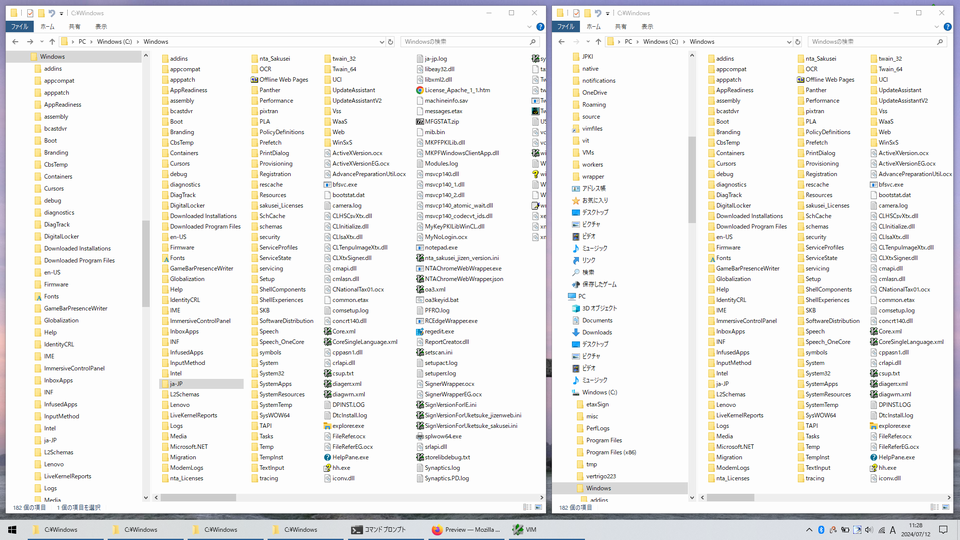 C:¥Windows
ファイル ホーム 共有 表示
PC > Windows (C:) > Windows
Windowsの検索
Windows
addins
appcompat
apppatch
AppReadiness
assembly
bcastdvr
Boot
Branding
CbsTemp
Containers
Cursors
debug
diagnostics
DiagTrack
DigitalLocker
Downloaded Installations
Downloaded Program Files
en-US
Firmware
Fonts
GameBarPresenceWriter
Globalization
Help
IdentityCRL
IME
ImmersiveControlPanel
InboxApps
INF
InfusedApps
InputMethod
Intel
ja-JP
L2Schemas
Lenovo
LiveKernelReports
Logs
Media
addins
appcompat
apppatch
AppReadiness
assembly
bcastdvr
Boot
Branding
CbsTemp
Containers
Cursors
debug
diagnostics
DiagTrack
DigitalLocker
Downloaded Installations
Downloaded Program Files
en-US
Firmware
Fonts
GameBarPresenceWriter
Globalization
Help
IdentityCRL
IME
ImmersiveControlPanel
InboxApps
INF
InfusedApps
InputMethod
Intel
ja-JP
L2Schemas
Lenovo
LiveKernelReports
Logs
Media
Microsoft.NET
Migration
ModemLogs
nta_Licenses
nta_Sakusei
OCR
Offline Web Pages
Panther
Performance
pixtran
PLA
PolicyDefinitions
Prefetch
PrintDialog
Provisioning
Registration
rescache
Resources
sakusei_Licenses
SchCache
schemas
security
ServiceProfiles
ServiceState
servicing
Setup
ShellComponents
ShellExperiences
SKB
SoftwareDistribution
Speech
Speech_OneCore
symbols
System
System32
SystemApps
SystemResources
SystemTemp
SysWOW64
TAPI
Tasks
Temp
TempInst
TextInput
tracing
twain_32
Twain_64
UCI
UpdateAssistant
UpdateAssistantV2
Vss
WaaS
Web
WinSxS
ActiveXVersion.ocx
ActiveXVersionEG.ocx
AdvancePreparationUtil.ocx
bfsvc.exe
bootstat.dat
camera.log
CLHSCsvXtx.dll
CLInitialize.dll
CLIsaXtx.dll
CLTenpuImageXtx.dll
CLXtxSigned.dll
cmapi.dll
cmlasn.dll
CNationalTax01.ocx
common.etax
comsetup.log
concrt140.dll
Core.xml
CoreSingleLanguage.xml
cppasn1.dll
crlapi.dll
csup.txt
diagerr.xml
diagwrn.xml
DPINST.LOG
DtcInstall.log
explorer.exe
FileRefer.ocx
FileReferEG.ocx
HelpPane.exe
hh.exe
iconv.dll
ja-jp.log
libeay32.dll
libxml2.dll
License_Apache_1_1.htm
machineinfo.sav
messages.etax
MFGSTAT.zip
mib.bin
MKPFPKILib.dll
MKPFWindowsClientApp.dll
Modules.log
msvcp140.dll
msvcp140_1.dll
msvcp140_2.dll
msvcp140_atomic_wait.dll
msvcp140_codecvt_ids.dll
MyKeyPKILibWinCL.dll
MyNoLogin.ocx
notepad.exe
nta_sakusei_jizen_version.ini
NTAChromeWebWrapper.exe
NTAChromeWebWrapper.json
oa3.xml
oa3keyid.bat
PFRO.log
RCEdgeWrapper.exe
regedit.exe
ReportCreator.dll
setscan.ini
setupact.log
setuperr.log
SignerWrapper.ocx
SignerWrapperEG.ocx
SignVersionForIE.ini
SignVersionForUketsuke_jizenweb.ini
SignVersionForUketsuke_sakusei.ini
splwow64.exe
srlapi.dll
storelibdebug.txt
Synaptics.log
Synaptics.PD.log
182 個の項目 1 個の項目を選択
C:¥Windows
ファイル ホーム 共有 表示
PC > Windows (C:) > Windows
Windowsの検索
JPKI
native
notifications
OneDrive
Roaming
source
vimfiles
vit
VMs
workers
wrapper
アドレス帳
お気に入り
デスクトップ
ピクチャ
ビデオ
ミュージック
リンク
検索
保存したゲーム
PC
3D オブジェクト
Documents
Downloads
デスクトップ
ピクチャ
ビデオ
ミュージック
Windows (C:)
etaxSign
misc
PerfLogs
Program Files
Program Files (x86)
tmp
vertrigo223
Windows
addins
addins
appcompat
apppatch
AppReadiness
assembly
bcastdvr
Boot
Branding
CbsTemp
Containers
Cursors
debug
diagnostics
DiagTrack
DigitalLocker
Downloaded Installations
Downloaded Program Files
en-US
Firmware
Fonts
GameBarPresenceWriter
Globalization
Help
IdentityCRL
IME
ImmersiveControlPanel
InboxApps
INF
InfusedApps
InputMethod
Intel
ja-JP
L2Schemas
Lenovo
LiveKernelReports
Logs
Media
Microsoft.NET
Migration
ModemLogs
nta_Licenses
nta_Sakusei
OCR
Offline Web Pages
Panther
Performance
pixtran
PLA
PolicyDefinitions
Prefetch
PrintDialog
Provisioning
Registration
rescache
Resources
sakusei_Licenses
SchCache
schemas
security
ServiceProfiles
ServiceState
servicing
Setup
ShellComponents
ShellExperiences
SKB
SoftwareDistribution
Speech
Speech_OneCore
symbols
System
System32
SystemApps
SystemResources
SystemTemp
SysWOW64
TAPI
Tasks
Temp
TempInst
TextInput
tracing
twain_32
Twain_64
UCI
UpdateAssistant
UpdateAssistantV2
Vss
WaaS
Web
WinSxS
ActiveXVersion.ocx
ActiveXVersionEG.ocx
AdvancePreparationUtil.ocx
bfsvc.exe
bootstat.dat
camera.log
CLHSCsvXtx.dll
CLInitialize.dll
CLIsaXtx.dll
CLTenpuImageXtx.dll
CLXtxSigned.dll
cmapi.dll
cmlasn.dll
CNationalTax01.ocx
common.etax
comsetup.log
concrt140.dll
Core.xml
CoreSingleLanguage.xml
cppasn1.dll
crlapi.dll
csup.txt
diagerr.xml
diagwrn.xml
DPINST.LOG
DtcInstall.log
explorer.exe
FileRefer.ocx
FileReferEG.ocx
HelpPane.exe
hh.exe
iconv.dll
182 個の項目
C:¥Windows
C:¥Windows
C:¥Windows
C:¥Windows
コマンド プロンプト
Preview — Mozilla ...
VIM
A
11:28
2024/07/12